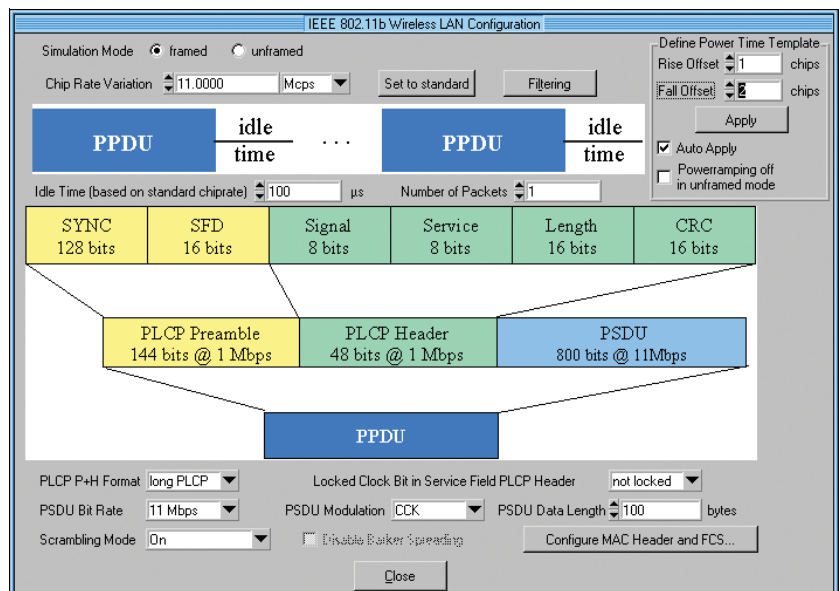 IEEE 802.11b Wireless LAN Configuration
Simulation Mode framed unframed
Define Power Time Template
Rise Offset 1 chips
Chip Rate Variation 11.0000 Mcps Set to standard Filtering
Fall Offset 2 chips
Apply
Auto Apply
Powerramping off
in unframed mode
PPDU idle time . . . PPDU idle time
Idle Time (based on standard chiprate) 100 µs Number of Packets 1
SYNC SFD Signal Service Length CRC
128 bits 16 bits 8 bits 8 bits 16 bits 16 bits
PLCP Preamble PLCP Header PSDU
144 bits @ 1 Mbps 48 bits @ 1 Mbps 800 bits @ 11Mbps
PPDU
PLCP P+H Format long PLCP Locked Clock Bit in Service Field PLCP Header not locked
PSDU Bit Rate 11 Mbps PSDU Modulation CCK PSDU Data Length 100 bytes
Scrambling Mode On Disable Barker Spreading Configure MAC Header and FCS...
Close